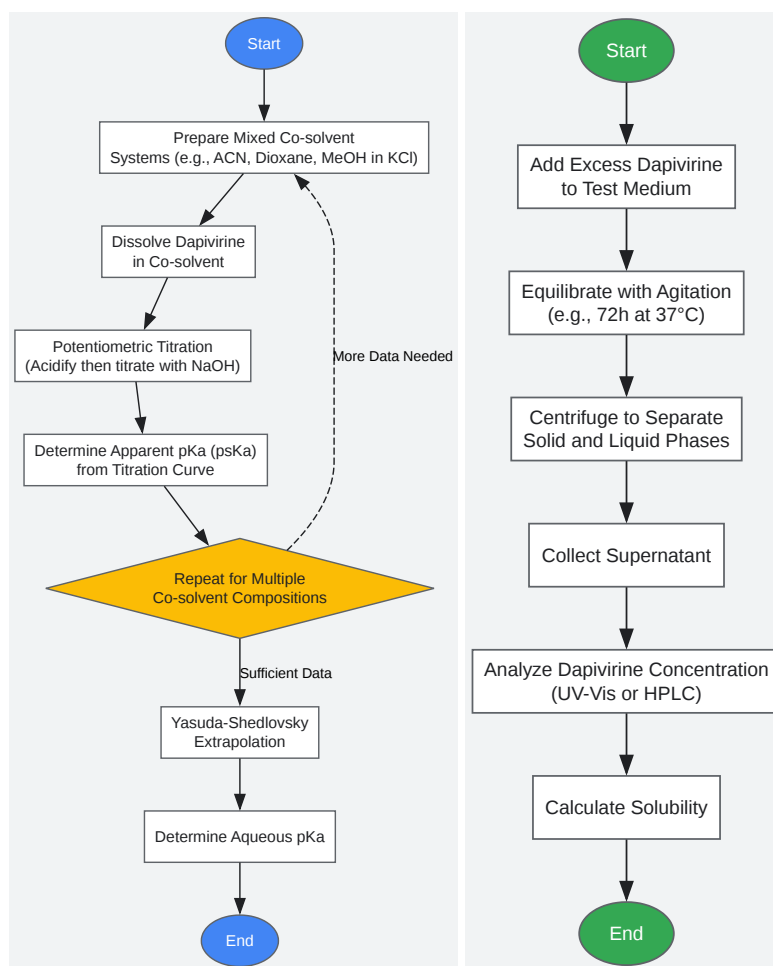 Start
Prepare Mixed Co-solvent
Systems (e.g., ACN, Dioxane, MeOH in KCl)
Dissolve Dapivirine
in Co-solvent
Potentiometric Titration
(Acidify then titrate with NaOH)
More Data Needed
Determine Apparent pKa (psKa)
from Titration Curve
Repeat for Multiple
Co-solvent Compositions
Sufficient Data
Yasuda-Shedlovsky
Extrapolation
Determine Aqueous pKa
End
Start
Add Excess Dapivirine
to Test Medium
Equilibrate with Agitation
(e.g., 72h at 37°C)
Centrifuge to Separate
Solid and Liquid Phases
Collect Supernatant
Analyze Dapivirine Concentration
(UV-Vis or HPLC)
Calculate Solubility
End